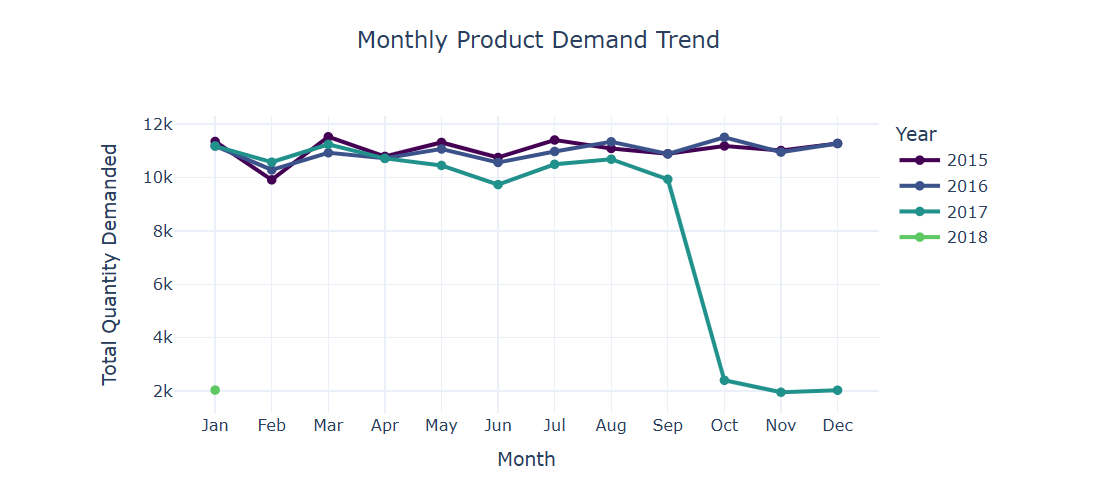 Monthly Product Demand Trend
Total Quantity Demanded
12k
10k
8k
6k
4k
2k
Jan Feb Mar Apr May Jun Jul Aug Sep Oct Nov Dec
Month
Year
2015
2016
2017
2018